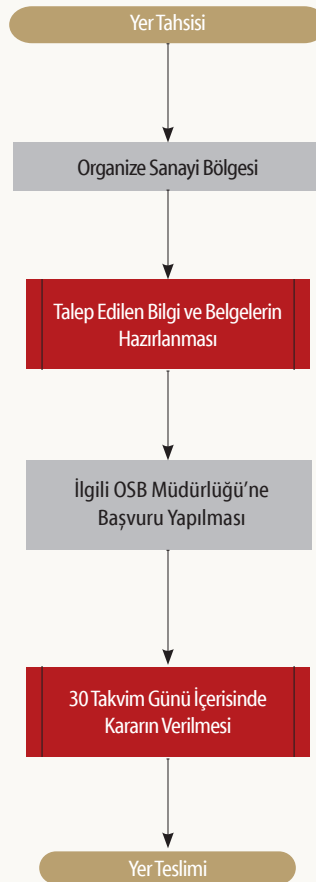 Yer Tahsisi
Organize Sanayi Bölgesi
Talep Edilen Bilgi ve Belgelerin
Hazırlanması
İlgili OSB Müdürlüğü’ne
Başvuru Yapılması
30 Takvim Günü İçerisinde
Kararın Verilmesi
Yer Teslimi